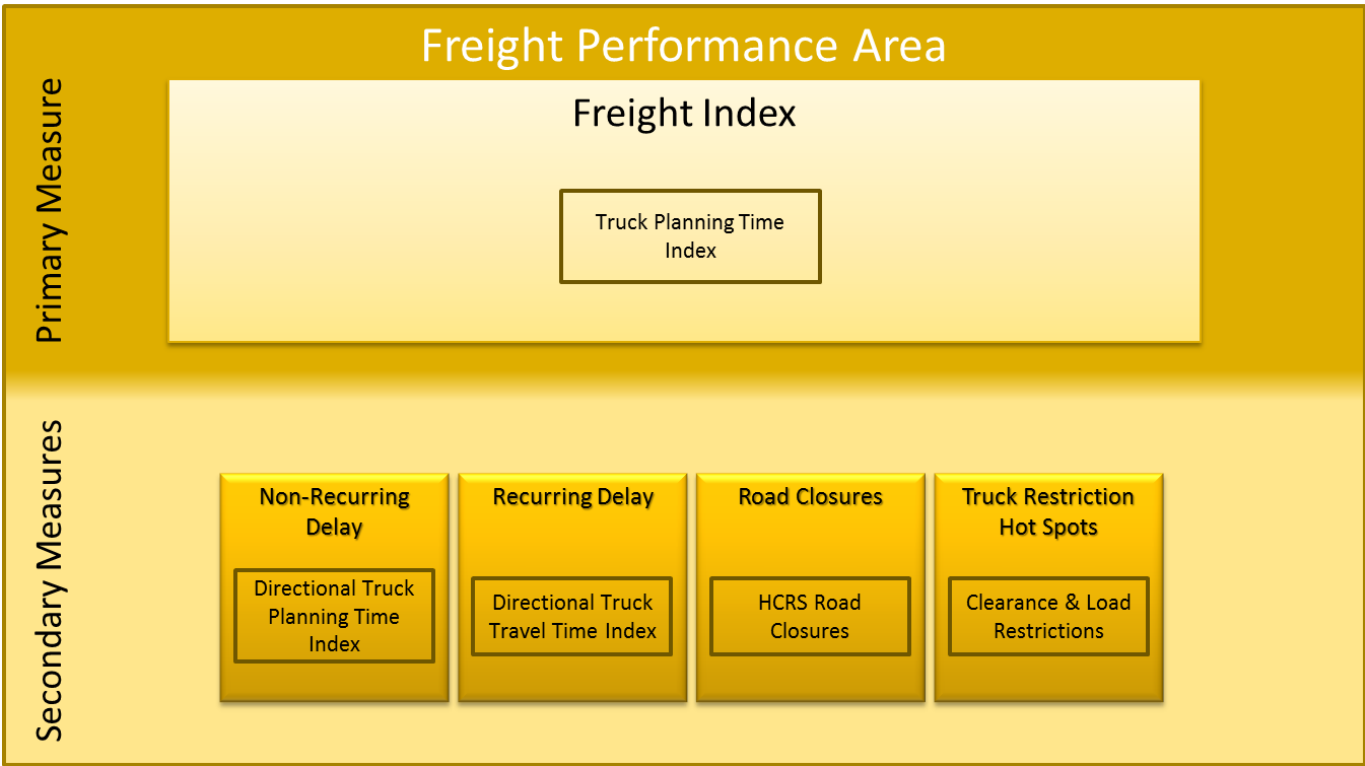 Freight Performance Area
Primary Measure
Freight Index
Truck Planning Time
Index
Secondary Measures
Non-Recurring
Delay
Directional Truck
Planning Time
Index
Recurring Delay
Directional Truck
Travel Time Index
Road Closures
HCRS Road
Closures
Truck Restriction
Hot Spots
Clearance & Load
Restrictions